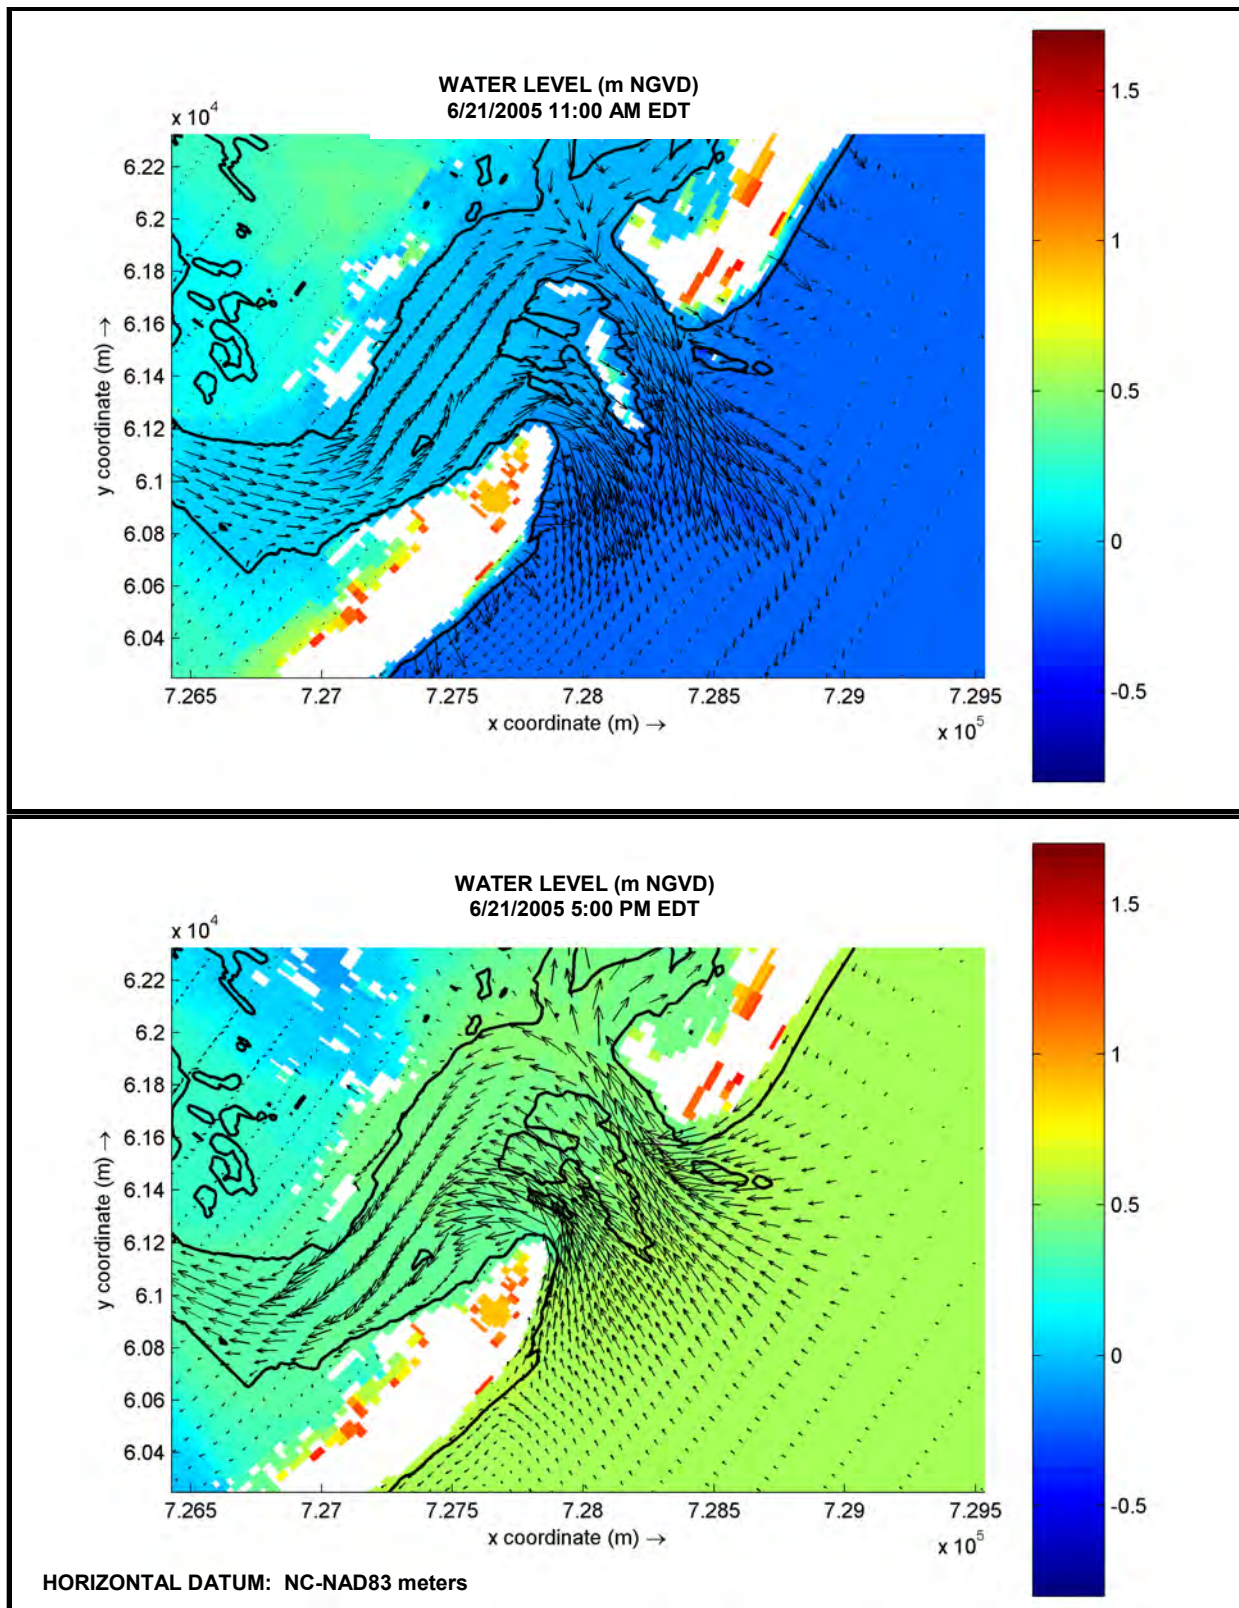 WATER LEVEL (m NGVD)
6/21/2005 11:00 AM EDT
x 10^4
6.22
6.2
6.18
6.16
6.14
6.12
6.1
6.08
6.06
6.04
y coordinate (m) →
7.265 7.27 7.275 7.28 7.285 7.29 7.295
x coordinate (m) →
x 10^5
1.5
1
0.5
0
-0.5
WATER LEVEL (m NGVD)
6/21/2005 5:00 PM EDT
x 10^4
6.22
6.2
6.18
6.16
6.14
6.12
6.1
6.08
6.06
6.04
y coordinate (m) →
7.265 7.27 7.275 7.28 7.285 7.29 7.295
x coordinate (m) →
x 10^5
1.5
1
0.5
0
-0.5
HORIZONTAL DATUM: NC-NAD83 meters